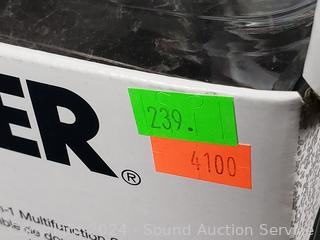 239.
4100
ER®
-1 Multifunction
2024 - Sound Auction Service